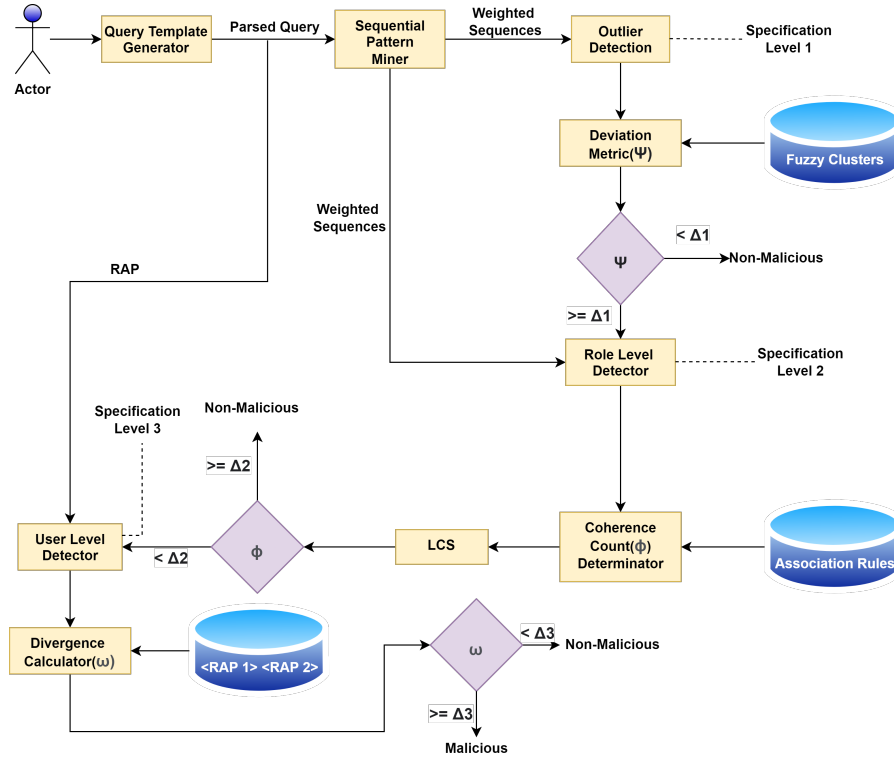 Actor
Query Template
Generator
Parsed Query
Sequential
Pattern
Miner
Weighted
Sequences
Outlier
Detection
Specification
Level 1
Deviation
Metric(Ψ)
Fuzzy Clusters
Weighted
Sequences
Ψ
< Δ1
Non-Malicious
>= Δ1
RAP
Role Level
Detector
Specification
Level 2
Non-Malicious
Specification
Level 3
>= Δ2
User Level
Detector
< Δ2
ϕ
LCS
Coherence
Count(ϕ)
Determinator
Association Rules
Divergence
Calculator(ω)
<RAP 1> <RAP 2>
ω
< Δ3
Non-Malicious
>= Δ3
Malicious